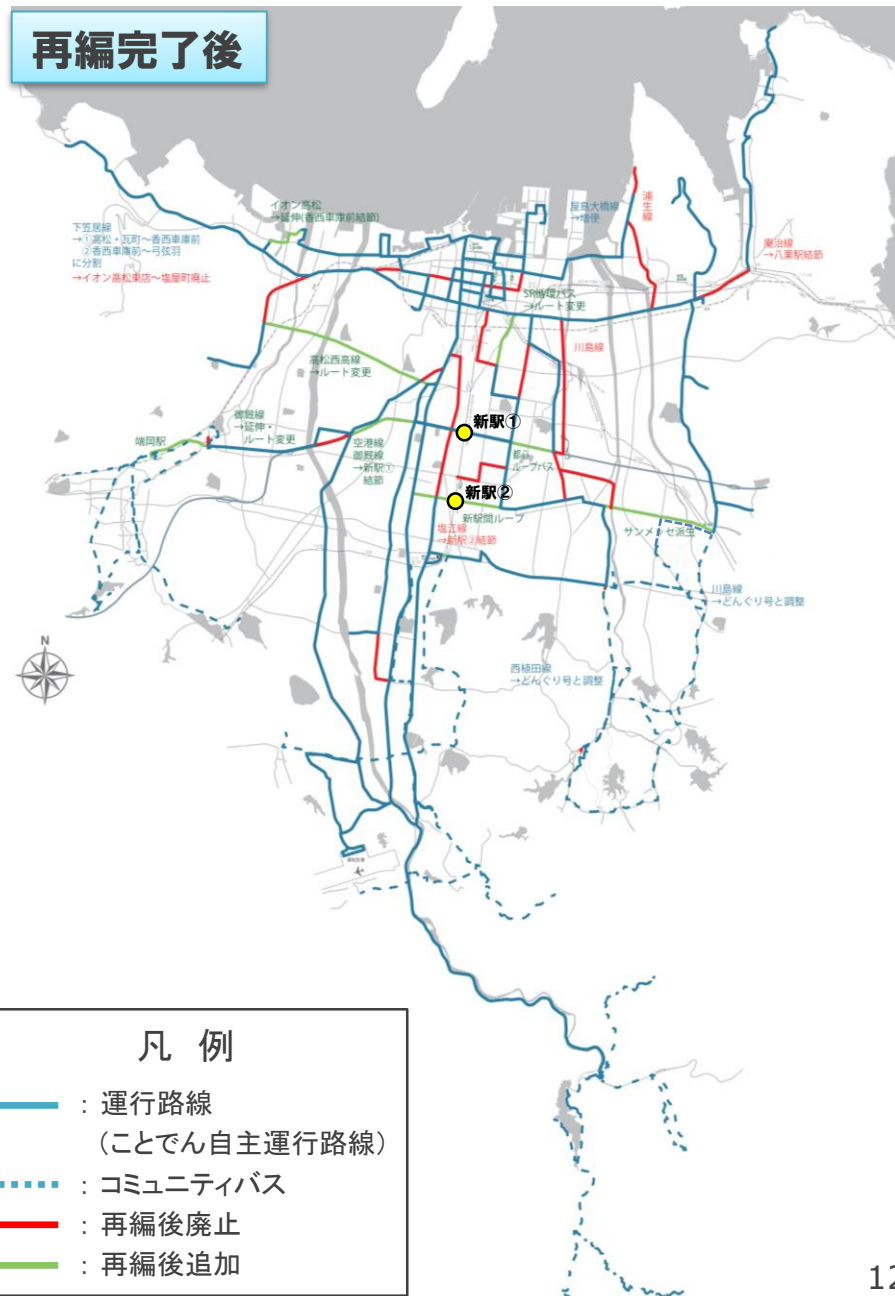 再編完了後
イオン高松
→延伸(香西車庫前結節)
下笠居線
→①高松・瓦町～香西車庫前
②香西車庫前～弓弦羽
に分割
→イオン高松東店～塩屋町廃止
屋島大橋線
→増便
浦生線
庵治線
→八栗駅結節
SR循環バス
→ルート変更
川島線
高松西高線
→ルート変更
御厩線
→延伸・
ルート変更
端岡駅
空港線
御厩線
→新駅①
結節
新駅①
ループバス
新駅②
新駅間ループ
塩江線
→新駅②結節
サンメッセ派生
川島線
→どんぐり号と調整
西植田線
→どんぐり号と調整
N
凡 例
：運行路線
（ことでん自主運行路線）
：コミュニティバス
：再編後廃止
：再編後追加
12